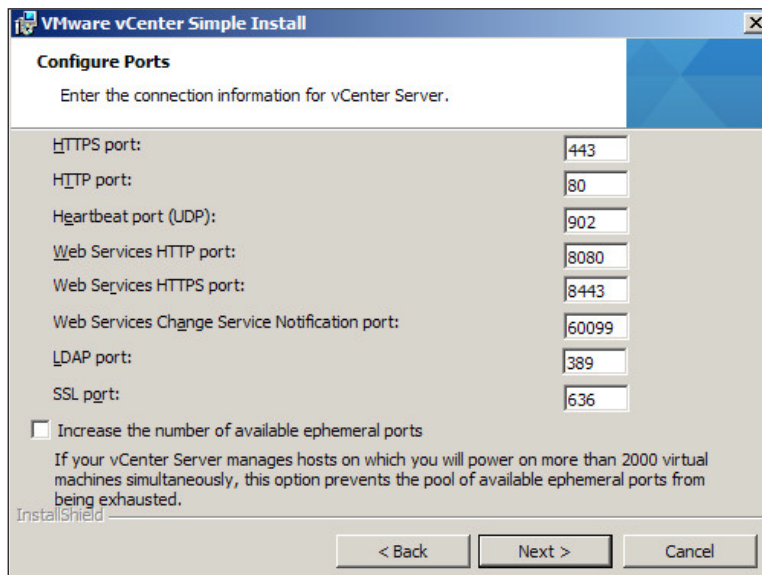 VMware vCenter Simple Install
Configure Ports
Enter the connection information for vCenter Server.
HTTPS port: 443
HTTP port: 80
Heartbeat port (UDP): 902
Web Services HTTP port: 8080
Web Services HTTPS port: 8443
Web Services Change Service Notification port: 60099
LDAP port: 389
SSL port: 636
Increase the number of available ephemeral ports
If your vCenter Server manages hosts on which you will power on more than 2000 virtual
machines simultaneously, this option prevents the pool of available ephemeral ports from
being exhausted.
InstallShield
< Back Next > Cancel